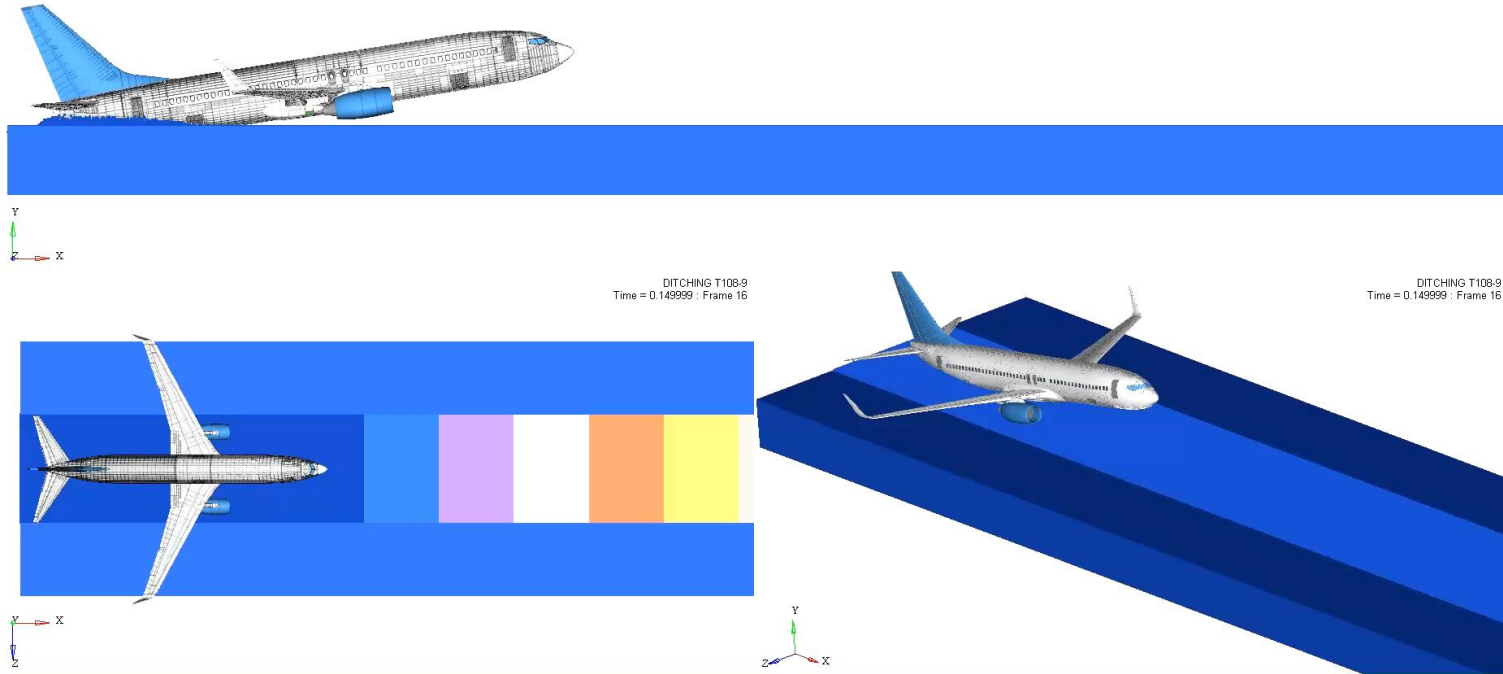 Y
Z X
DITCHING T108-9
Time = 0.149999 : Frame 16
DITCHING T108-9
Time = 0.149999 : Frame 16
Y X
Z
Y
Z X